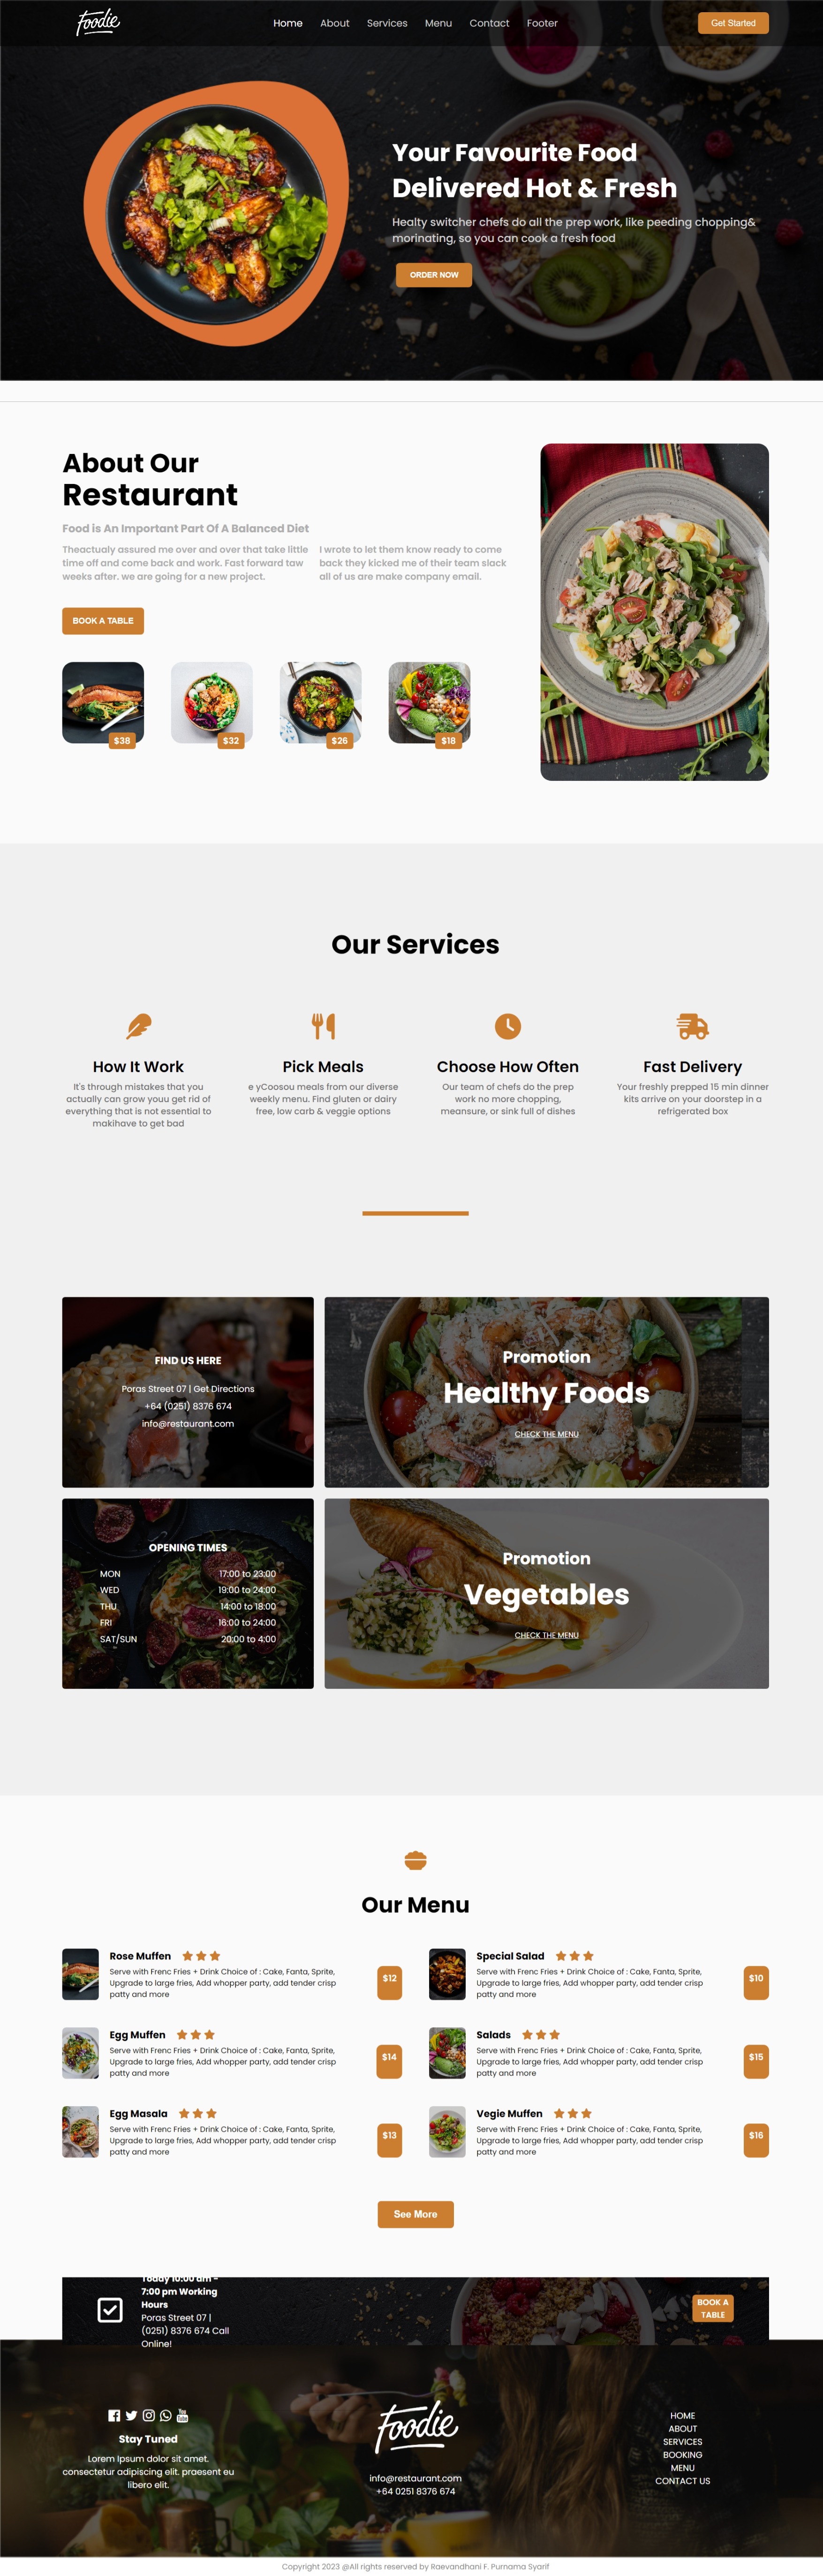 Foodie
Home About Services Menu Contact Footer
Get Started
Your Favourite Food
Delivered Hot & Fresh
Healty switcher chefs do all the prep work, like peeding chopping&
morinating, so you can cook a fresh food
ORDER NOW
About Our
Restaurant
Food is An Important Part Of A Balanced Diet
Theactualy assured me over and over that take little
time off and come back and work. Fast forward taw
weeks after. we are going for a new project.
I wrote to let them know ready to come
back they kicked me of their team slack
all of us are make company email.
BOOK A TABLE
$38
$32
$26
$18
Our Services
How It Work
It's through mistakes that you
actually can grow youu get rid of
everything that is not essential to
makihave to get bad
Pick Meals
e yCoosou meals from our diverse
weekly menu. Find gluten or dairy
free, low carb & veggie options
Choose How Often
Our team of chefs do the prep
work no more chopping,
meansure, or sink full of dishes
Fast Delivery
Your freshly prepped 15 min dinner
kits arrive on your doorstep in a
refrigerated box
FIND US HERE
Poras Street 07 | Get Directions
+64 (0251) 8376 674
info@restaurant.com
Promotion
Healthy Foods
CHECK THE MENU
OPENING TIMES
MON 17:00 to 23:00
WED 19:00 to 24:00
THU 14:00 to 18:00
FRI 16:00 to 24:00
SAT/SUN 20:00 to 4:00
Promotion
Vegetables
CHECK THE MENU
Our Menu
Rose Muffen
Serve with Frenc Fries + Drink Choice of : Cake, Fanta, Sprite,
Upgrade to large fries, Add whopper party, add tender crisp
patty and more
$12
Special Salad
Serve with Frenc Fries + Drink Choice of : Cake, Fanta, Sprite,
Upgrade to large fries, Add whopper party, add tender crisp
patty and more
$10
Egg Muffen
Serve with Frenc Fries + Drink Choice of : Cake, Fanta, Sprite,
Upgrade to large fries, Add whopper party, add tender crisp
patty and more
$14
Salads
Serve with Frenc Fries + Drink Choice of : Cake, Fanta, Sprite,
Upgrade to large fries, Add whopper party, add tender crisp
patty and more
$15
Egg Masala
Serve with Frenc Fries + Drink Choice of : Cake, Fanta, Sprite,
Upgrade to large fries, Add whopper party, add tender crisp
patty and more
$13
Vegie Muffen
Serve with Frenc Fries + Drink Choice of : Cake, Fanta, Sprite,
Upgrade to large fries, Add whopper party, add tender crisp
patty and more
$16
See More
Today 10:00 am -
7:00 pm Working
Hours
Poras Street 07 |
(0251) 8376 674 Call
Online!
BOOK A
TABLE
Stay Tuned
Lorem Ipsum dolor sit amet.
consectetur adipiscing elit. praesent eu
libero elit.
Foodie
info@restaurant.com
+64 0251 8376 674
HOME
ABOUT
SERVICES
BOOKING
MENU
CONTACT US
Copyright 2023 @All rights reserved by Raevandhani F. Purnama Syarif